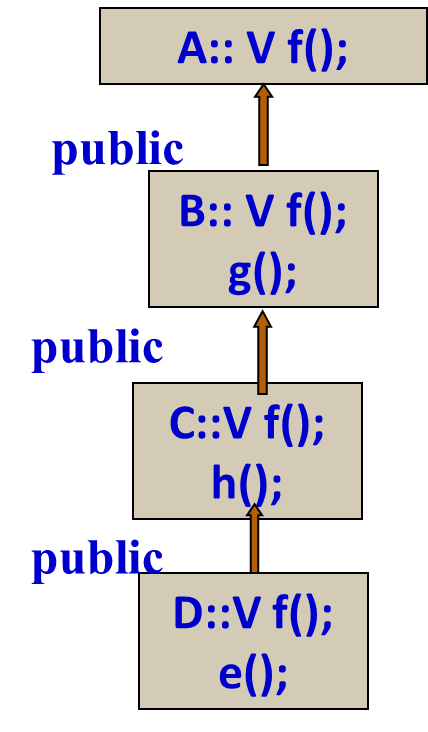 A:: V f();
public
B:: V f();
g();
public
C::V f();
h();
public
D::V f();
e();